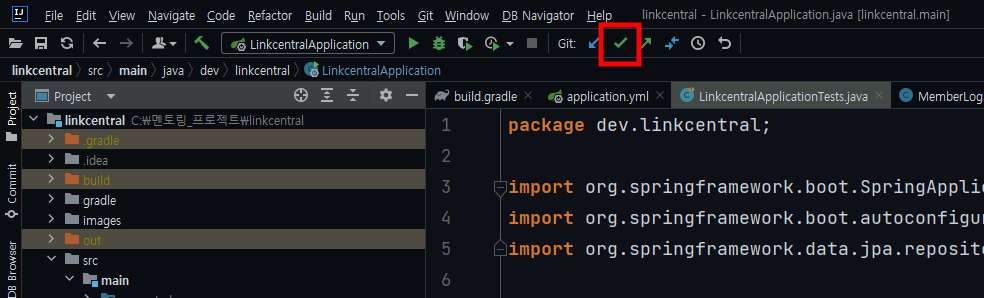 IJ File Edit View Navigate Code Refactor Build Run Tools Git Window DB Navigator Help linkcentral - LinkcentralApplication.java [linkcentral.main]
LinkcentralApplication Git:
linkcentral src main java dev linkcentral LinkcentralApplication
Project
Project
build.gradle application.yml LinkcentralApplicationTests.java MemberLog
linkcentral C:₩멘토링_프로젝트₩linkcentral
.gradle
.idea
build
gradle
images
out
src
main
Commit
DB Browser
1 package dev.linkcentral;
2
3 import org.springframework.boot.SpringApplic
4 import org.springframework.boot.autoconfigur
5 import org.springframework.data.jpa.reposito
6